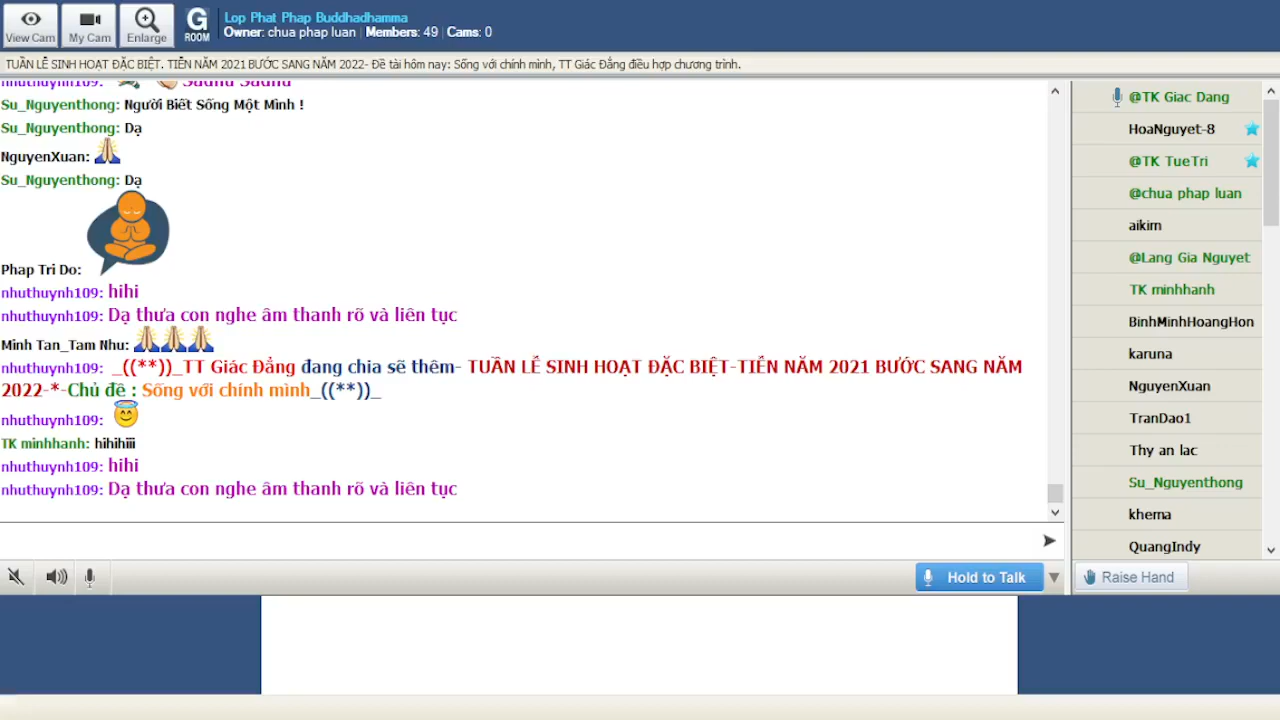 View Cam
My Cam
Enlarge
G
ROOM
Lop Phat Phap Buddhadhamma
Owner: chua phap luan Members: 49 Cams: 0
TUẦN LỄ SINH HOẠT ĐẶC BIỆT. TIỄN NĂM 2021 BƯỚC SANG NĂM 2022- Đề tài hôm nay: Sống với chính mình, TT Giác Đẳng điều hợp chương trình.
nhuthuynh109: Sadhu Sadhu
Su_Nguyenthong: Người Biết Sống Một Mình !
Su_Nguyenthong: Dạ
NguyenXuan:
Su_Nguyenthong: Dạ
Phap Tri Do:
nhuthuynh109: hihi
nhuthuynh109: Dạ thưa con nghe âm thanh rõ và liên tục
Minh Tan_Tam Nhu:
nhuthuynh109: _((**))_TT Giác Đẳng đang chia sẽ thêm- TUẦN LỄ SINH HOẠT ĐẶC BIỆT-TIỄN NĂM 2021 BƯỚC SANG NĂM
2022-*-Chủ đề : Sống với chính mình_((**))_
nhuthuynh109:
TK minhhanh: hihihiii
nhuthuynh109: hihi
nhuthuynh109: Dạ thưa con nghe âm thanh rõ và liên tục
Hold to Talk
@TK Giac Dang
HoaNguyet-8
@TK TueTri
@chua phap luan
aikim
@Lang Gia Nguyet
TK minhhanh
BinhMinhHoangHon
karuna
NguyenXuan
TranDao1
Thy an lac
Su_Nguyenthong
khema
QuangIndy
Raise Hand